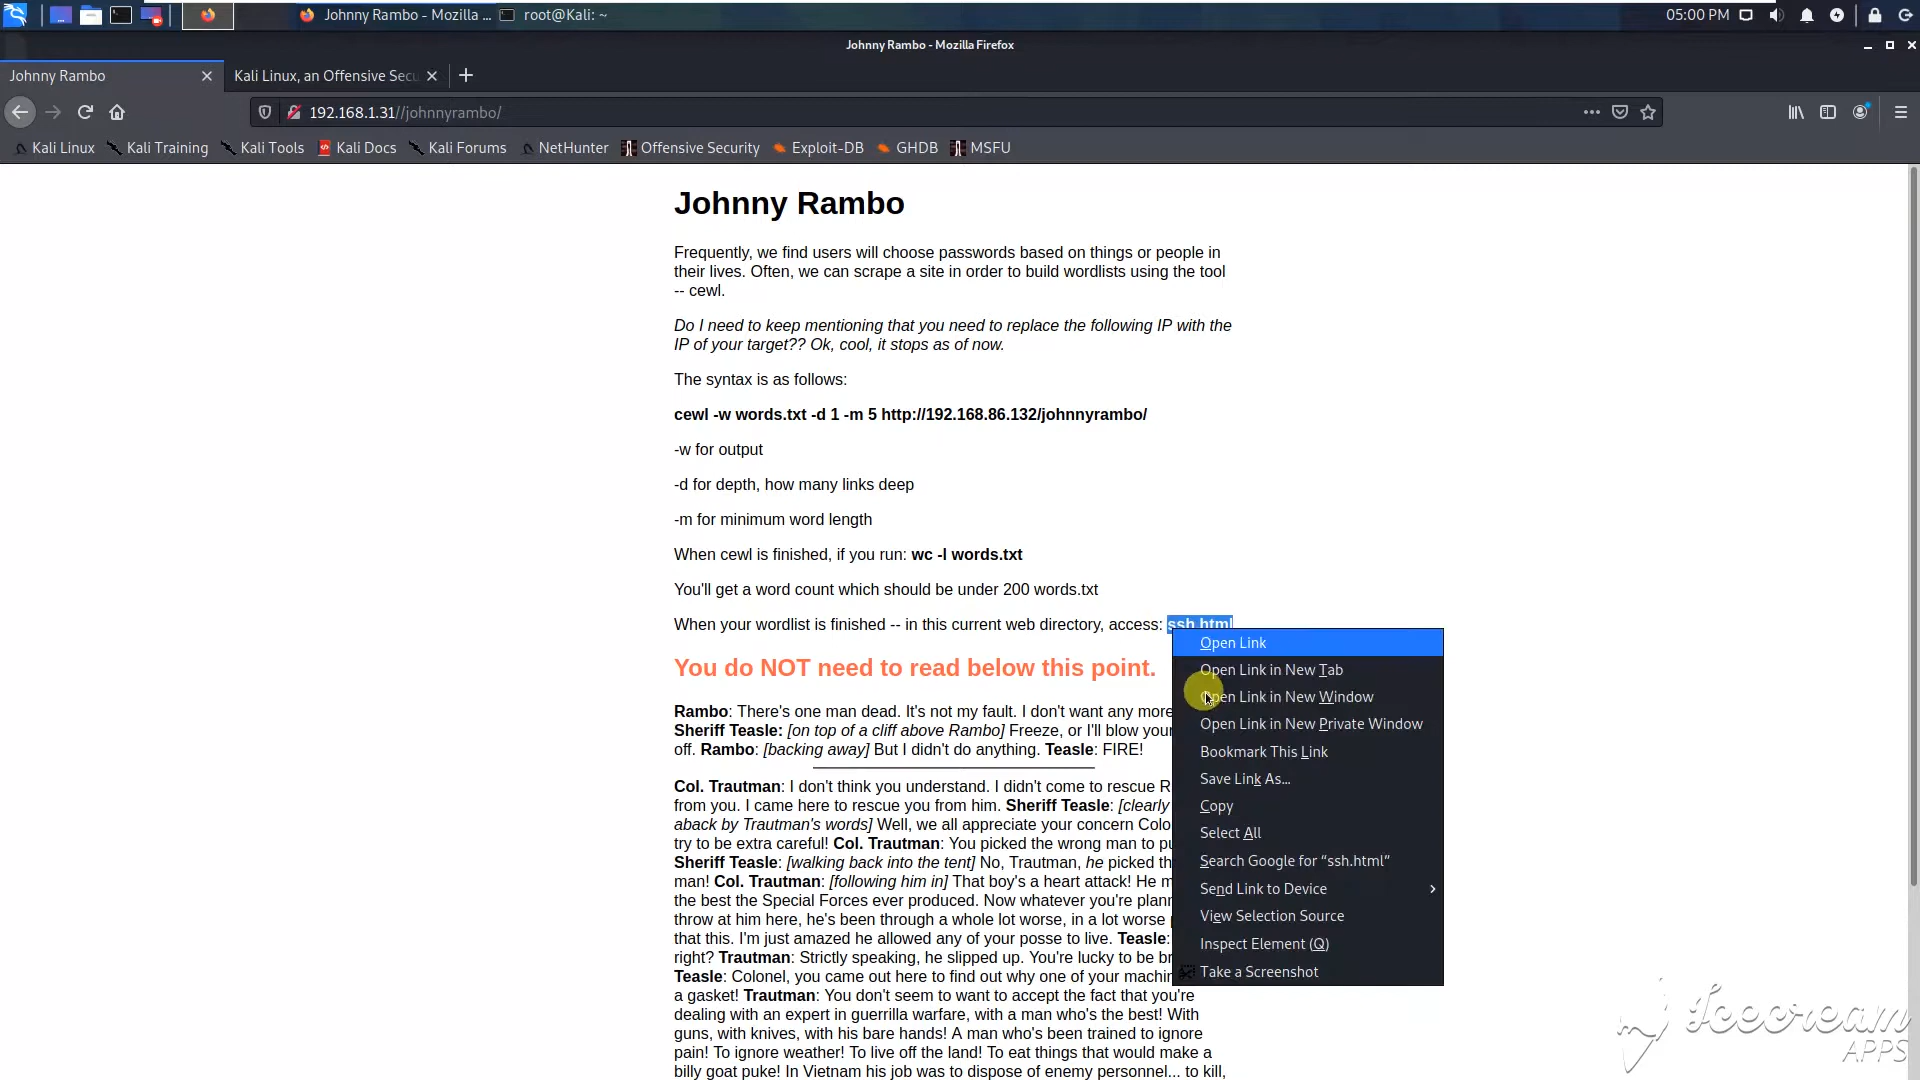 Johnny Rambo - Mozilla ...
root@Kali: ~
05:00 PM
Johnny Rambo - Mozilla Firefox
Johnny Rambo
Kali Linux, an Offensive Secu
192.168.1.31//johnnyrambo/
Kali Linux
Kali Training
Kali Tools
Kali Docs
Kali Forums
NetHunter
Offensive Security
Exploit-DB
GHDB
MSFU
Johnny Rambo
Frequently, we find users will choose passwords based on things or people in
their lives. Often, we can scrape a site in order to build wordlists using the tool
-- cewl.
Do I need to keep mentioning that you need to replace the following IP with the
IP of your target?? Ok, cool, it stops as of now.
The syntax is as follows:
cewl -w words.txt -d 1 -m 5 http://192.168.86.132/johnnyrambo/
-w for output
-d for depth, how many links deep
-m for minimum word length
When cewl is finished, if you run: wc -l words.txt
You'll get a word count which should be under 200 words.txt
When your wordlist is finished -- in this current web directory, access: ssh.html
You do NOT need to read below this point.
Rambo: There's one man dead. It's not my fault. I don't want any more
Sheriff Teasle: [on top of a cliff above Rambo] Freeze, or I'll blow your
off. Rambo: [backing away] But I didn't do anything. Teasle: FIRE!
Col. Trautman: I don't think you understand. I didn't come to rescue R
from you. I came here to rescue you from him. Sheriff Teasle: [clearly
aback by Trautman's words] Well, we all appreciate your concern Colo
try to be extra careful! Col. Trautman: You picked the wrong man to pu
Sheriff Teasle: [walking back into the tent] No, Trautman, he picked th
man! Col. Trautman: [following him in] That boy's a heart attack! He m
the best the Special Forces ever produced. Now whatever you're plann
throw at him here, he's been through a whole lot worse, in a lot worse p
that this. I'm just amazed he allowed any of your posse to live. Teasle:
right? Trautman: Strictly speaking, he slipped up. You're lucky to be br
Teasle: Colonel, you came out here to find out why one of your machin
a gasket! Trautman: You don't seem to want to accept the fact that you're
dealing with an expert in guerrilla warfare, with a man who's the best! With
guns, with knives, with his bare hands! A man who's been trained to ignore
pain! To ignore weather! To live off the land! To eat things that would make a
billy goat puke! In Vietnam his job was to dispose of enemy personnel... to kill,
Open Link
Open Link in New Tab
Open Link in New Window
Open Link in New Private Window
Bookmark This Link
Save Link As...
Copy
Select All
Search Google for “ssh.html”
Send Link to Device
View Selection Source
Inspect Element (Q)
Take a Screenshot
Icecream
APPS